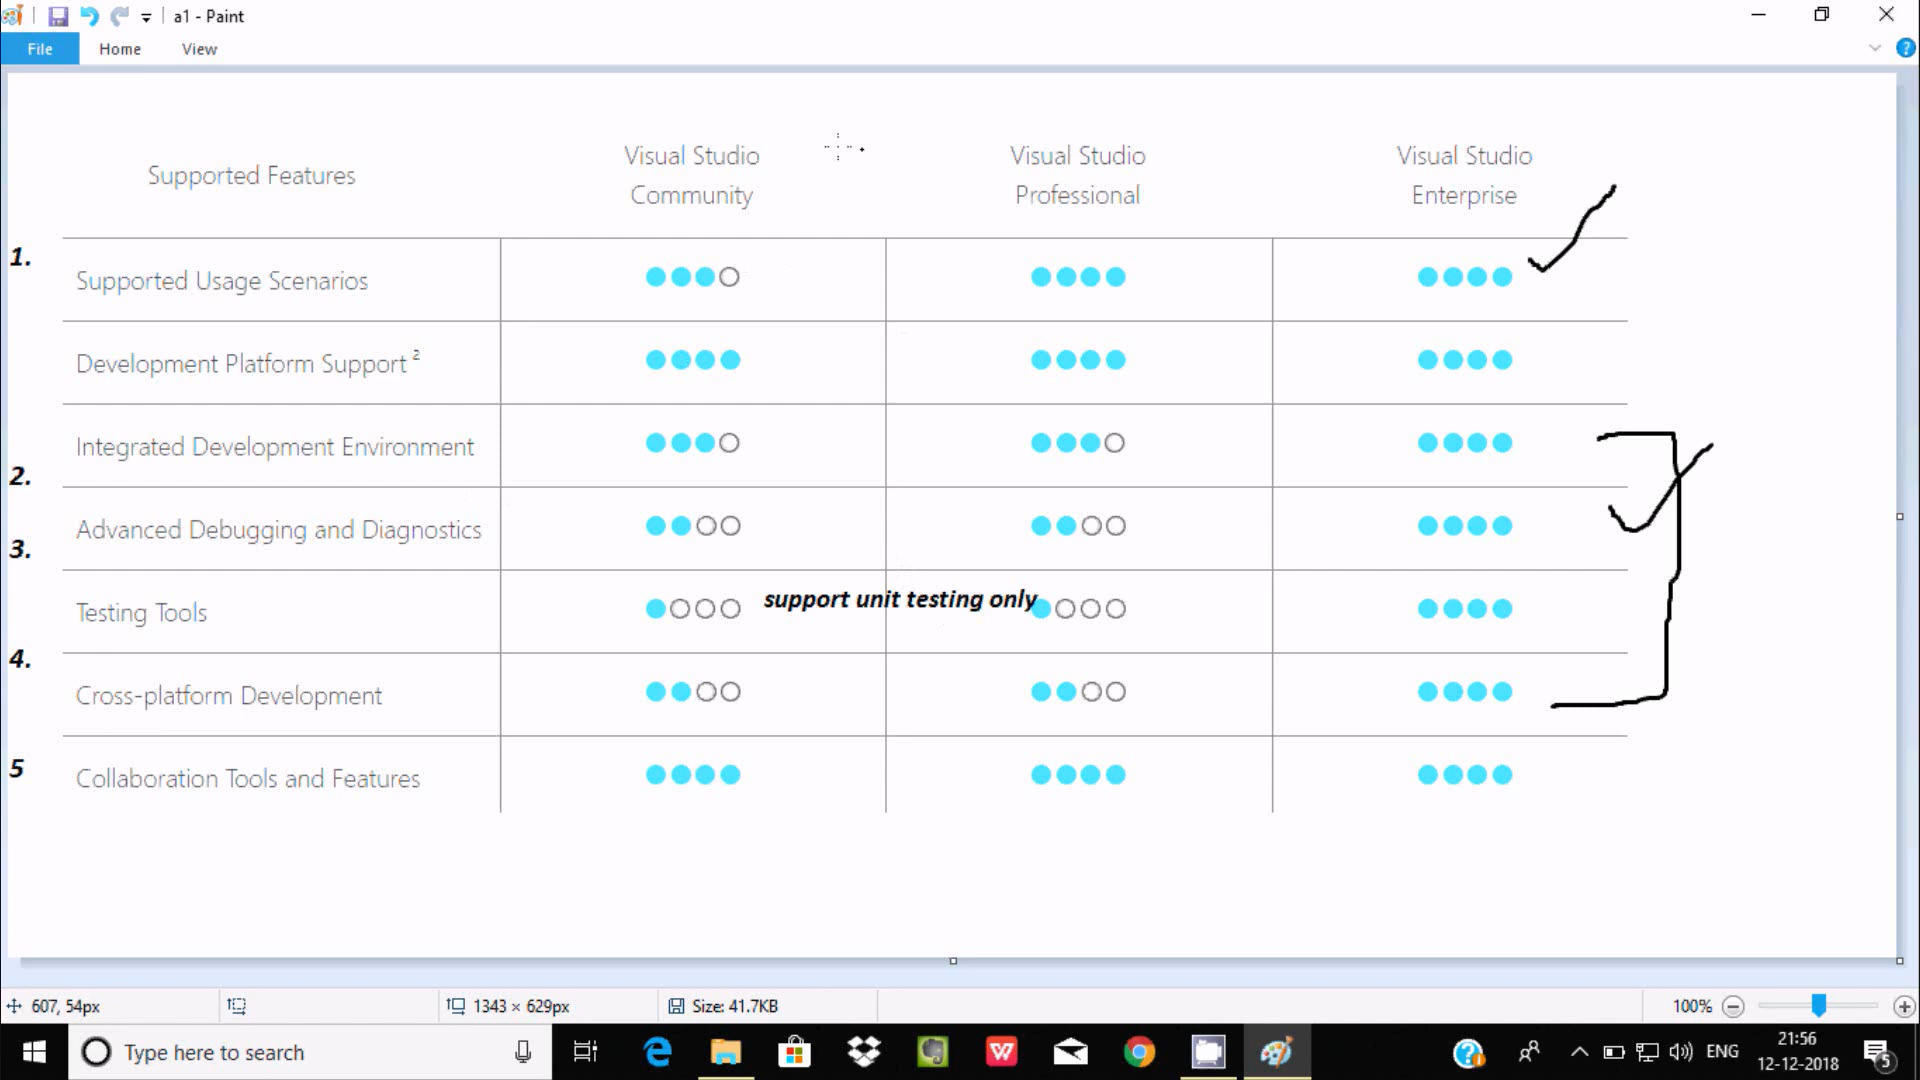 a1 - Paint
File Home View
Supported Features
Visual Studio
Community
Visual Studio
Professional
Visual Studio
Enterprise
1.
Supported Usage Scenarios
Development Platform Support 2
Integrated Development Environment
2.
Advanced Debugging and Diagnostics
3.
Testing Tools
support unit testing only
4.
Cross-platform Development
5
Collaboration Tools and Features
607, 54px
1343 × 629px
Size: 41.7KB
100%
Type here to search
ENG
21:56
12-12-2018
5